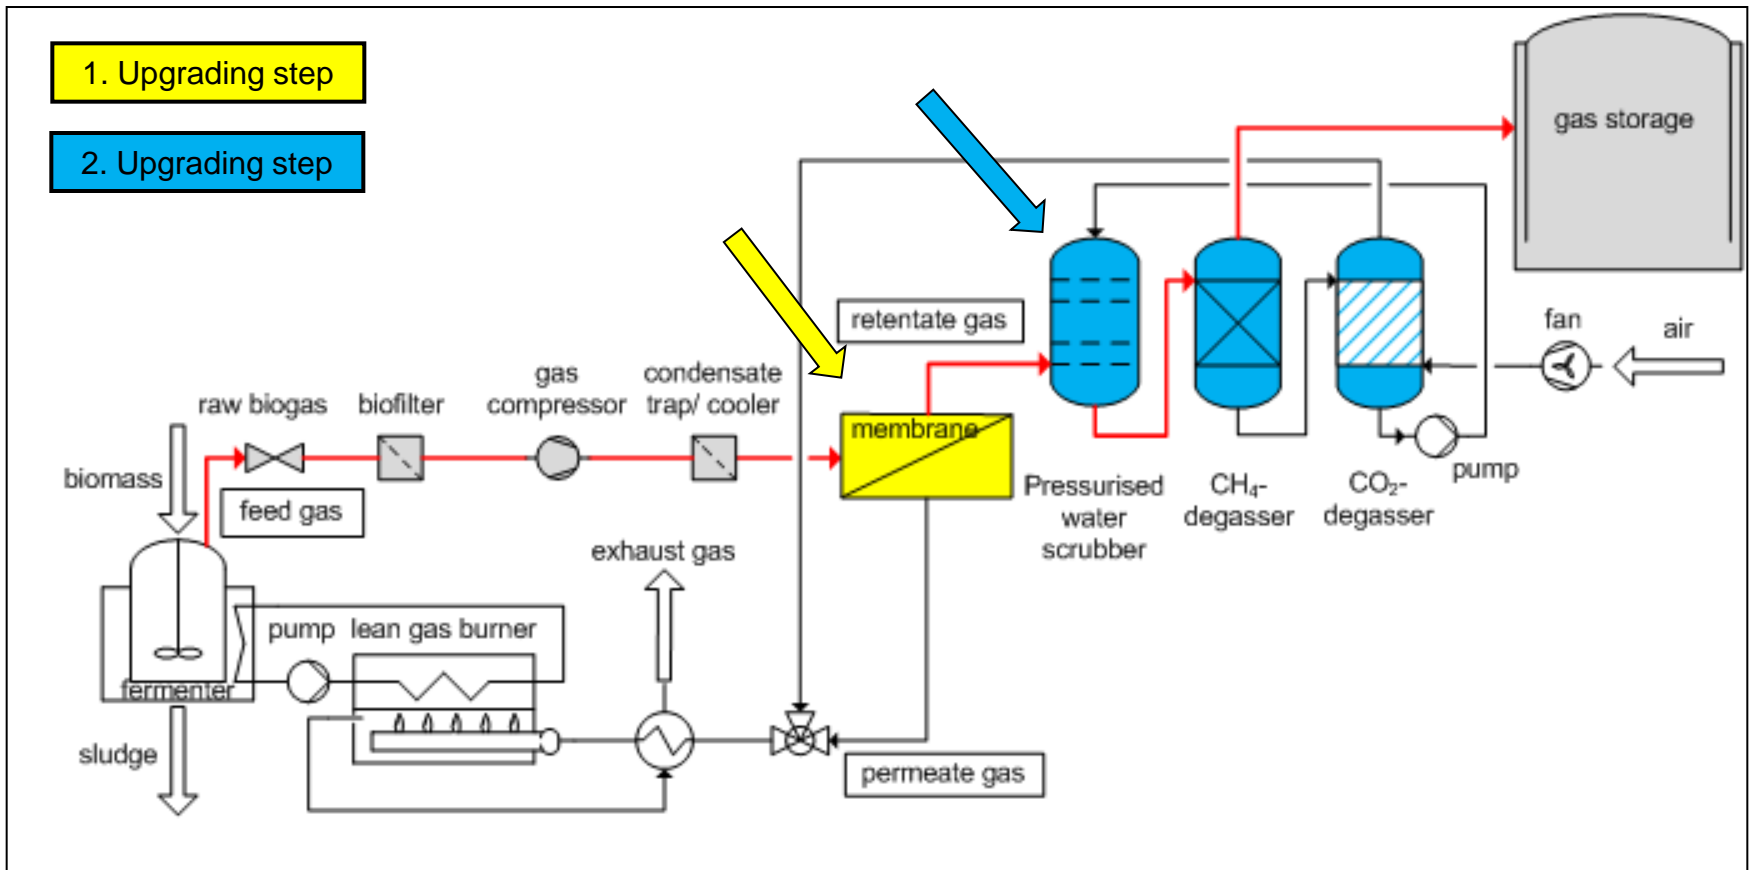 1. Upgrading step
2. Upgrading step
gas storage
retentate gas
fan
air
gas
compressor
condensate
trap/ cooler
raw biogas
biofilter
membrane
biomass
feed gas
Pressurised
water
scrubber
CH₄-
degasser
CO₂-
degasser
pump
exhaust gas
pump
lean gas burner
fermenter
sludge
permeate gas